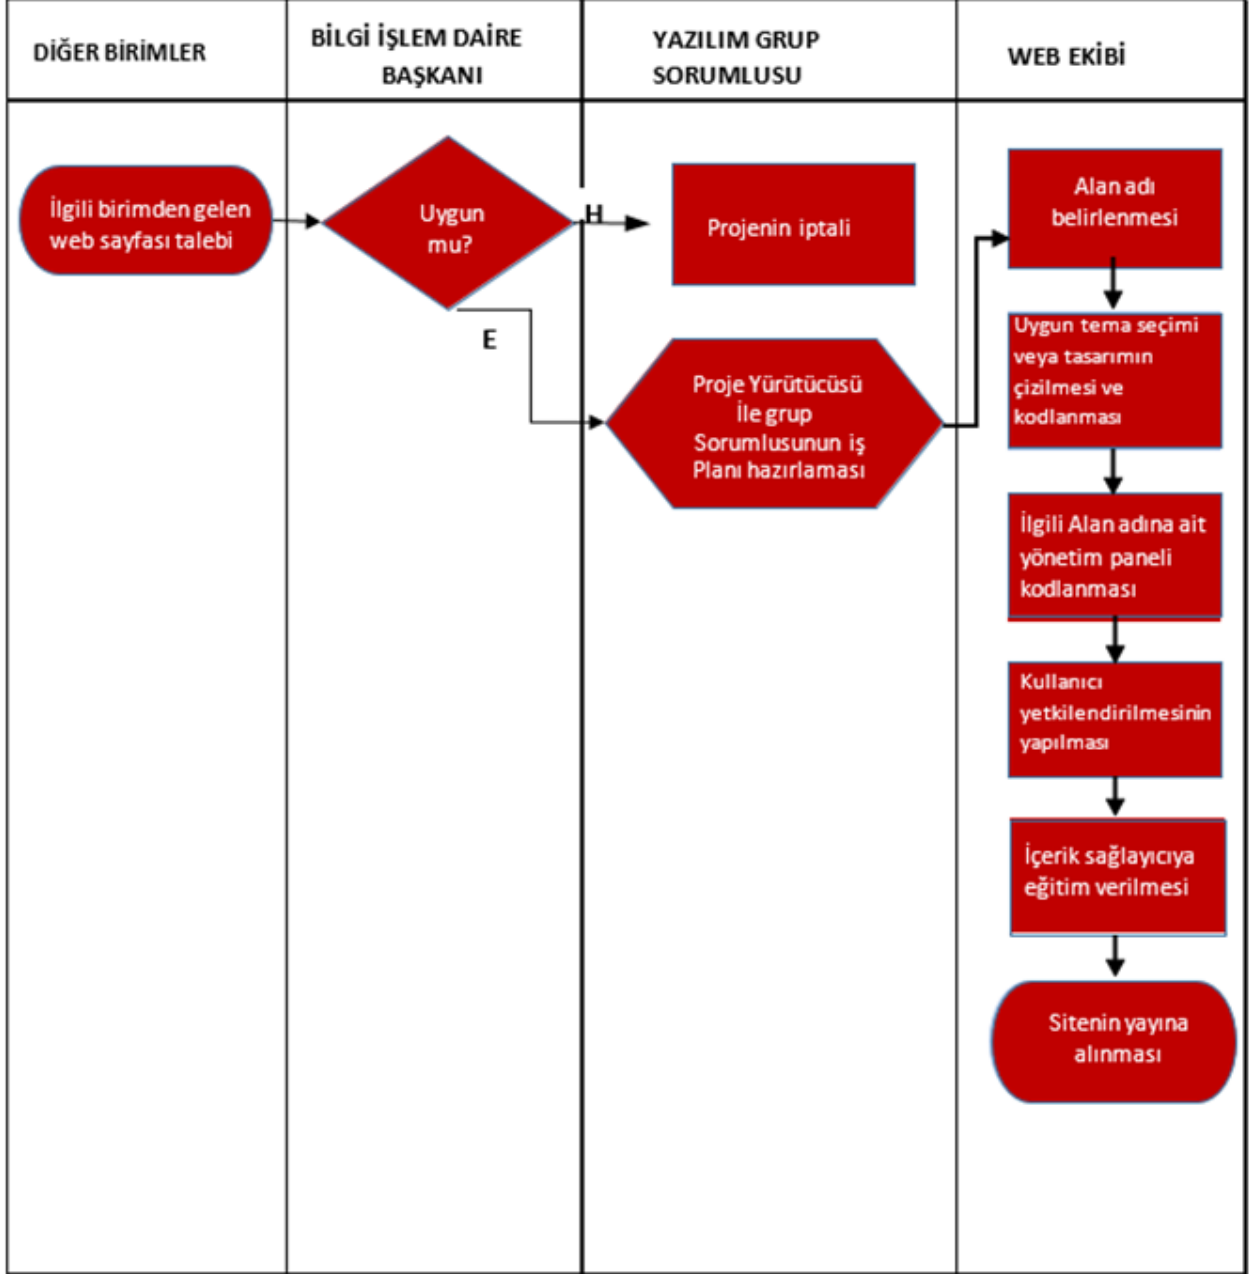 DİĞER BİRİMLER
BİLGİ İŞLEM DAİRE
BAŞKANI
YAZILIM GRUP
SORUMLUSU
WEB EKİBİ
İlgili birimden gelen
web sayfası talebi
Uygun
mu?
H
E
Projenin iptali
Proje Yürütücüsü
İle grup
Sorumlusunun iş
Planı hazırlaması
Alan adı
belirlenmesi
Uygun tema seçimi
veya tasarımın
çizilmesi ve
kodlanması
İlgili Alan adına ait
yönetim paneli
kodlanması
Kullanıcı
yetkilendirilmesinin
yapılması
İçerik sağlayıcıya
eğitim verilmesi
Sitenin yayına
alınması